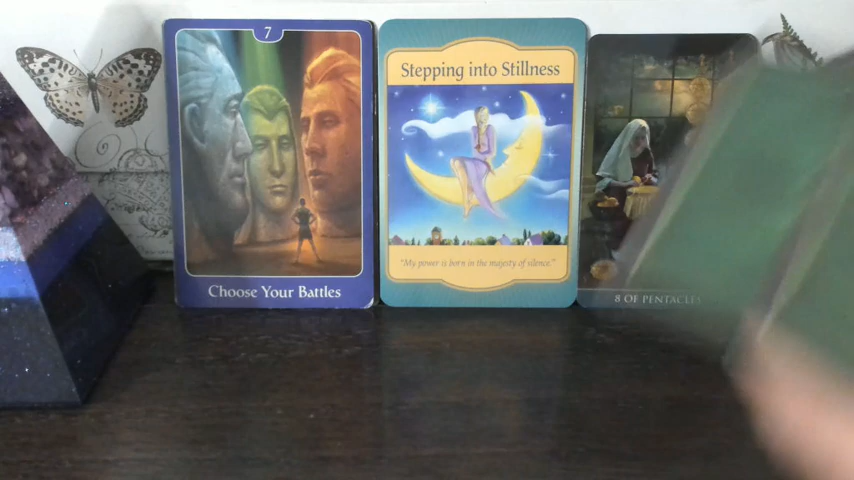 7
Choose Your Battles
Stepping into Stillness
"My power is born in the majesty of silence."
8 OF PENTACLES